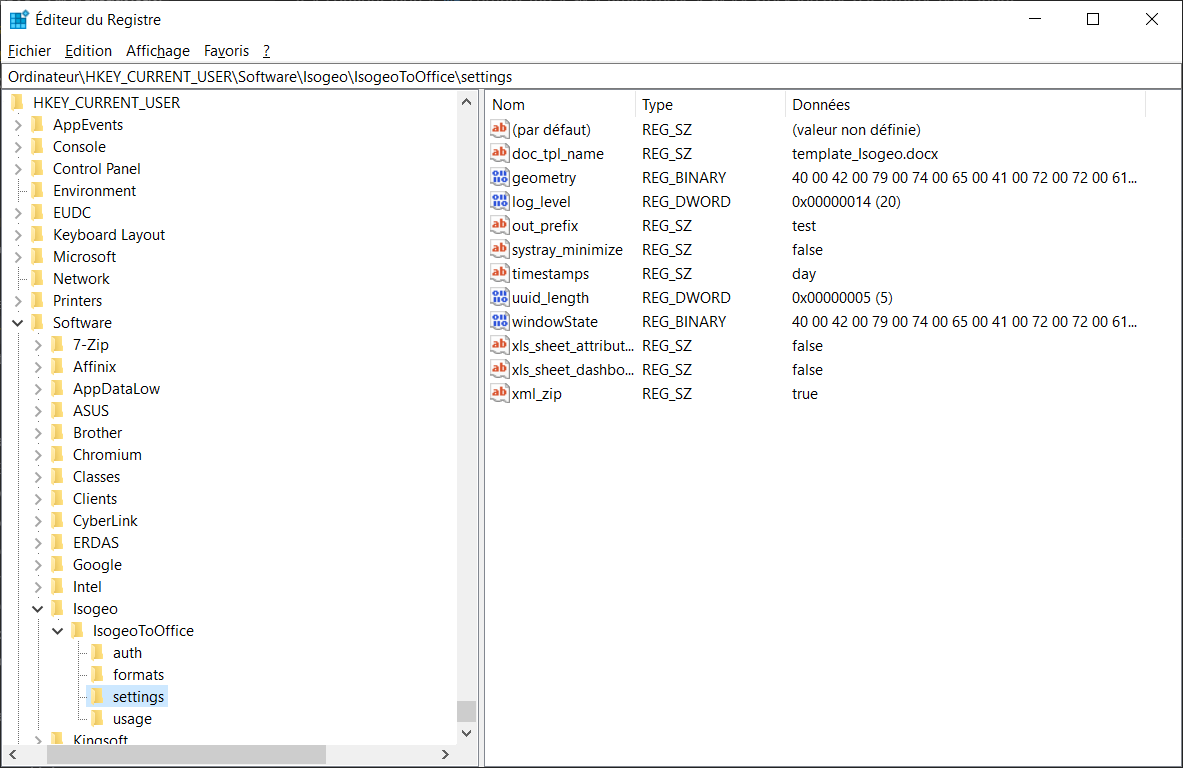 Éditeur du Registre
Fichier Edition Affichage Favoris ?
Ordinateur\HKEY_CURRENT_USER\Software\Isogeo\IsogeoToOffice\settings
HKEY_CURRENT_USER
AppEvents
Console
Control Panel
Environment
EUDC
Keyboard Layout
Microsoft
Network
Printers
Software
7-Zip
Affinix
AppDataLow
ASUS
Brother
Chromium
Classes
Clients
CyberLink
ERDAS
Google
Intel
Isogeo
IsogeoToOffice
auth
formats
settings
usage
Kingsoft
Nom Type Données
(par défaut) REG_SZ (valeur non définie)
doc_tpl_name REG_SZ template_Isogeo.docx
geometry REG_BINARY 40 00 42 00 79 00 74 00 65 00 41 00 72 00 72 00 61...
log_level REG_DWORD 0x00000014 (20)
out_prefix REG_SZ test
systray_minimize REG_SZ false
timestamps REG_SZ day
uuid_length REG_DWORD 0x00000005 (5)
windowState REG_BINARY 40 00 42 00 79 00 74 00 65 00 41 00 72 00 72 00 61...
xls_sheet_attribut... REG_SZ false
xls_sheet_dashbo... REG_SZ false
xml_zip REG_SZ true